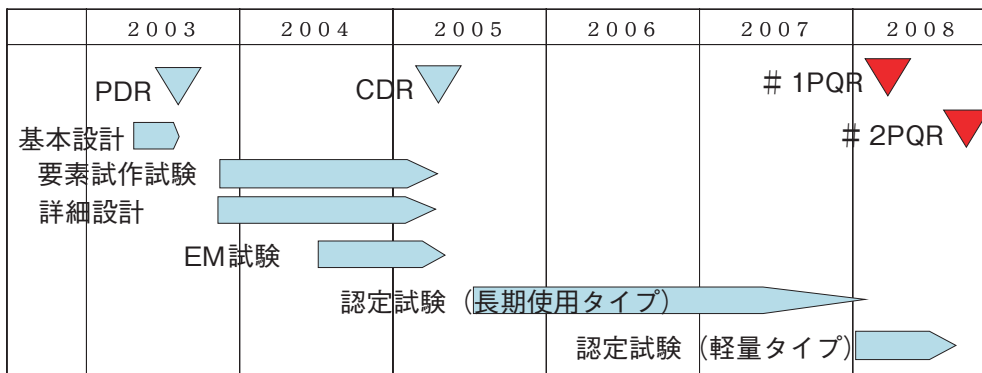 2003 2004 2005 2006 2007 2008
PDR CDR #1PQR
基本設計 #2PQR
要素試作試験
詳細設計
EM試験
認定試験（長期使用タイプ）
認定試験（軽量タイプ）